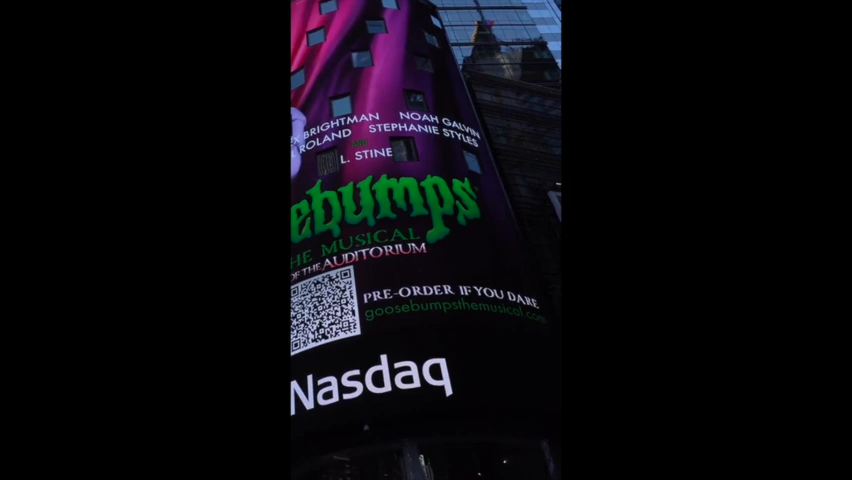 X BRIGHTMAN NOAH GALVIN
ROLAND STEPHANIE STYLES
AND
L. STINE
ebumps
HE MUSICAL
OF THE AUDITORIUM
PRE-ORDER IF YOU DARE
goosebumpsthemusical.com
Nasdaq